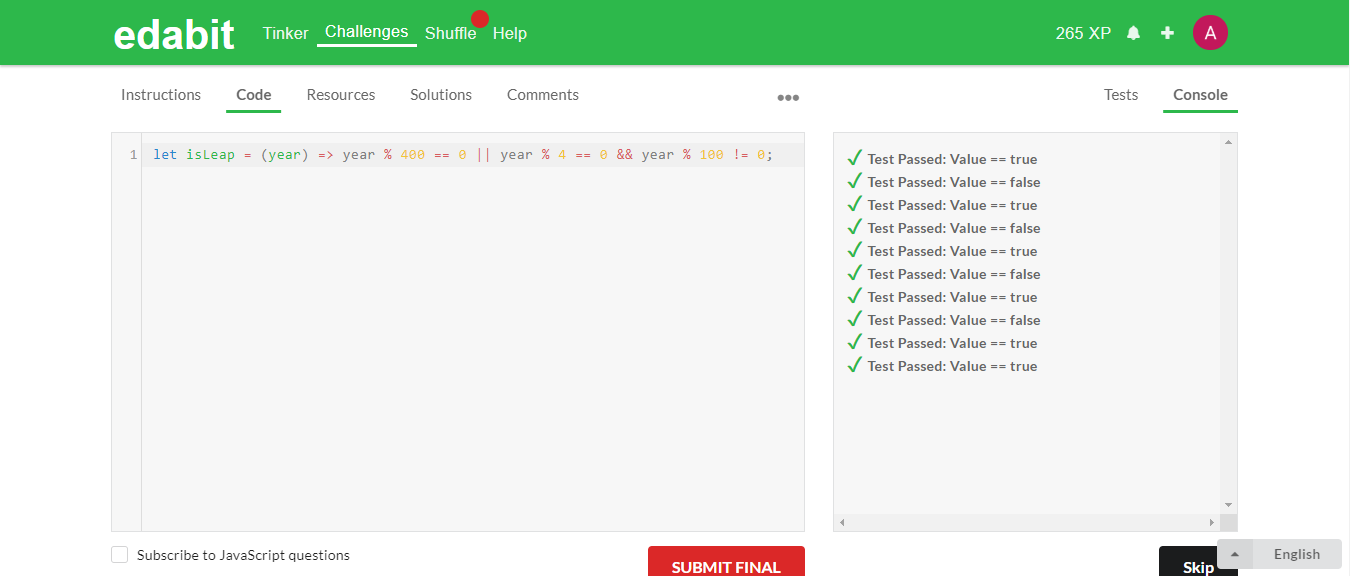 edabit Tinker Challenges Shuffle Help 265 XP A
Instructions Code Resources Solutions Comments ••• Tests Console
1 let isLeap = (year) => year % 400 == 0 || year % 4 == 0 && year % 100 != 0;
✓ Test Passed: Value == true
✓ Test Passed: Value == false
✓ Test Passed: Value == true
✓ Test Passed: Value == false
✓ Test Passed: Value == true
✓ Test Passed: Value == false
✓ Test Passed: Value == true
✓ Test Passed: Value == false
✓ Test Passed: Value == true
✓ Test Passed: Value == true
Subscribe to JavaScript questions
SUBMIT FINAL
Skip
English